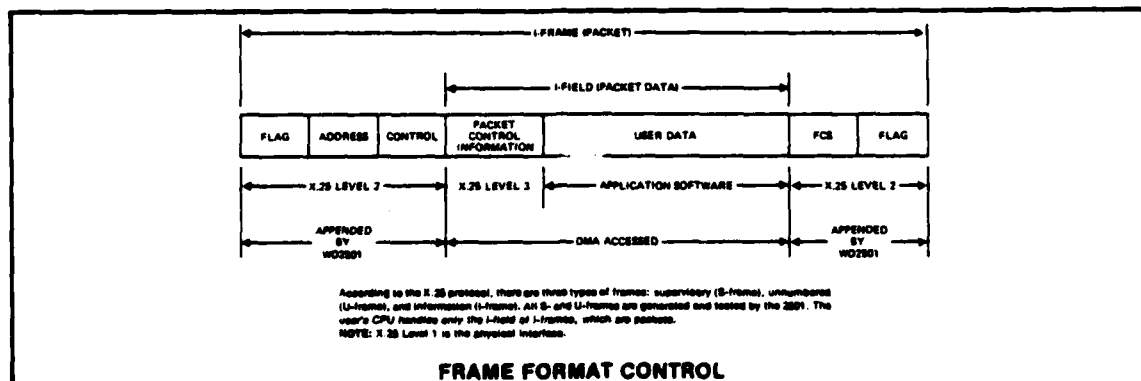 I-FRAME (PACKET)
I-FIELD (PACKET DATA)
FLAG ADDRESS CONTROL PACKET CONTROL INFORMATION USER DATA FCS FLAG
X.25 LEVEL 2 X.25 LEVEL 3 APPLICATION SOFTWARE X.25 LEVEL 2
APPENDED BY WD2501 DMA ACCESSED APPENDED BY WD2501
According to the X.25 protocol, there are three types of frames: supervisory (S-frame), unnumbered
(U-frame), and information (I-frame). All S- and U-frames are generated and tested by the 2501. The
user's CPU handles only the I-field of I-frames, which are packets.
NOTE: X.25 Level 1 is the physical interface.
FRAME FORMAT CONTROL